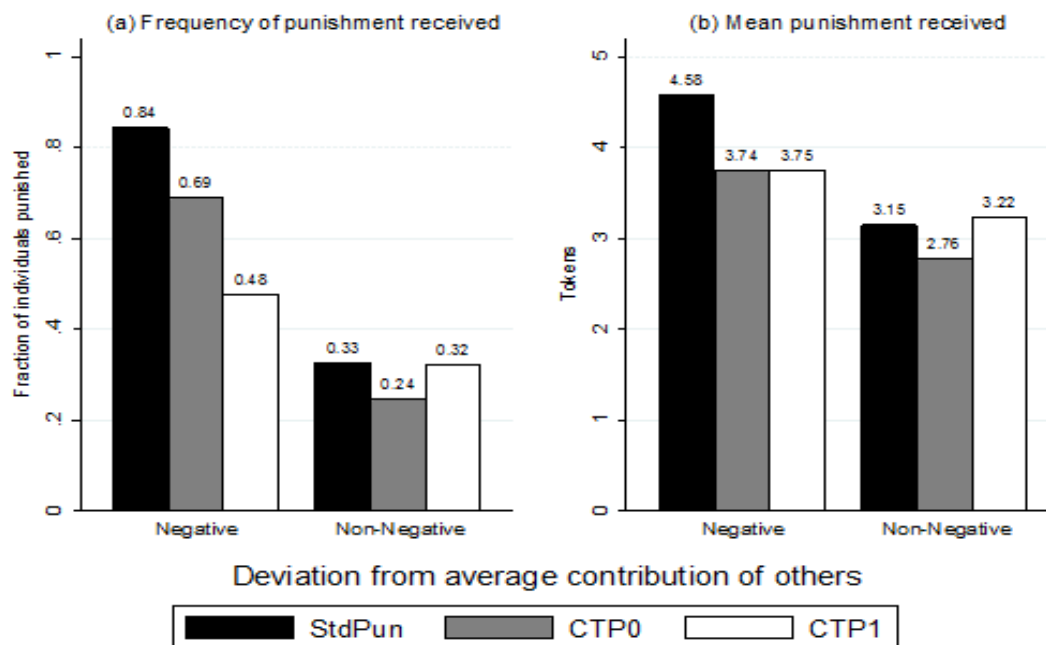 (a) Frequency of punishment received
Fraction of individuals punished
0 .2 .4 .6 .8 1
0.84
0.69
0.48
0.33
0.24
0.32
Negative Non-Negative
(b) Mean punishment received
Tokens
0 1 2 3 4 5
4.58
3.74
3.75
3.15
2.76
3.22
Negative Non-Negative
Deviation from average contribution of others
StdPun CTP0 CTP1